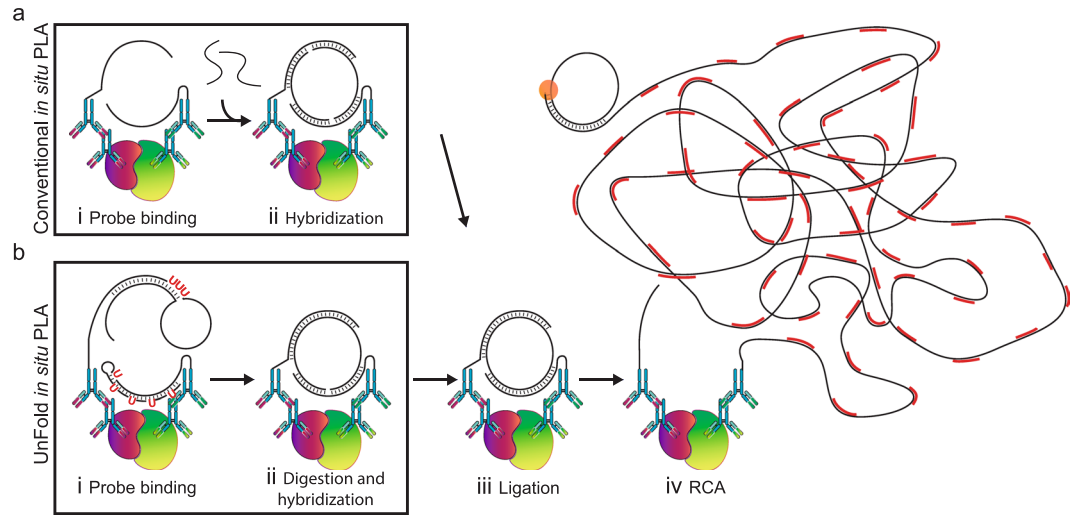 a
Conventional in situ PLA
i Probe binding
ii Hybridization
b
UnFold in situ PLA
UUU
U
U
U
U
U
i Probe binding
ii Digestion and
hybridization
iii Ligation
iv RCA